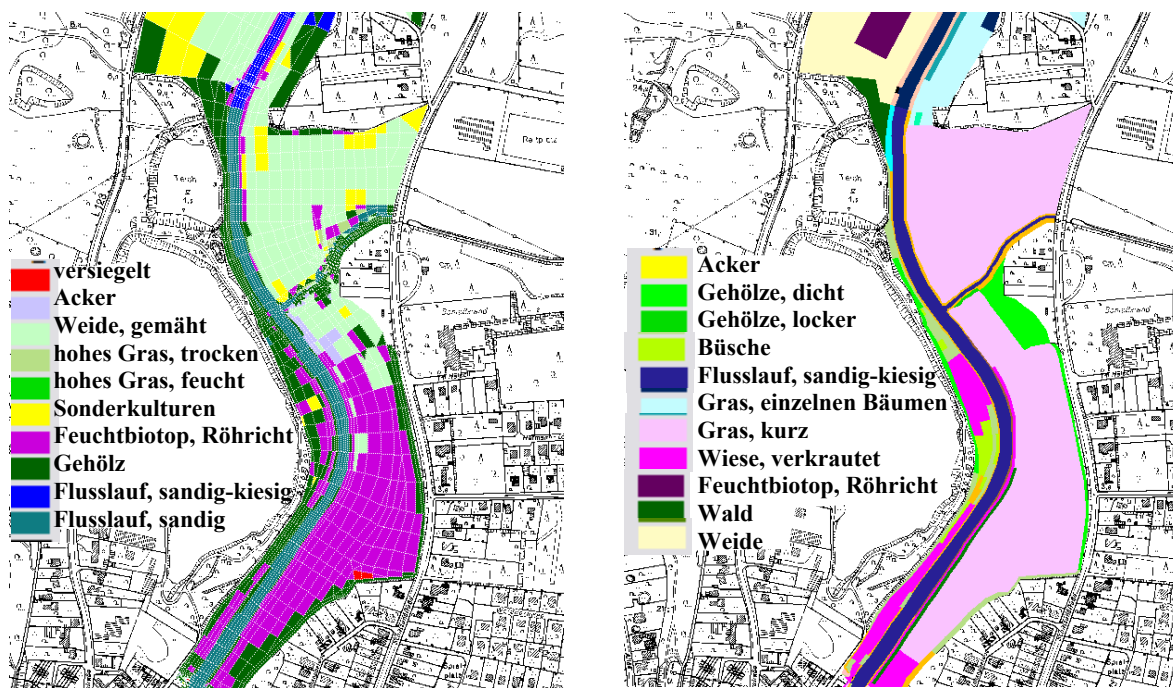 versiegelt
Acker
Weide, gemäht
hohes Gras, trocken
hohes Gras, feucht
Sonderkulturen
Feuchtbiotop, Röhricht
Gehölz
Flusslauf, sandig-kiesig
Flusslauf, sandig
Teich
L 123
Acker
Gehölze, dicht
Gehölze, locker
Büsche
Flusslauf, sandig-kiesig
Gras, einzelnen Bäumen
Gras, kurz
Wiese, verkrautet
Feuchtbiotop, Röhricht
Wald
Weide